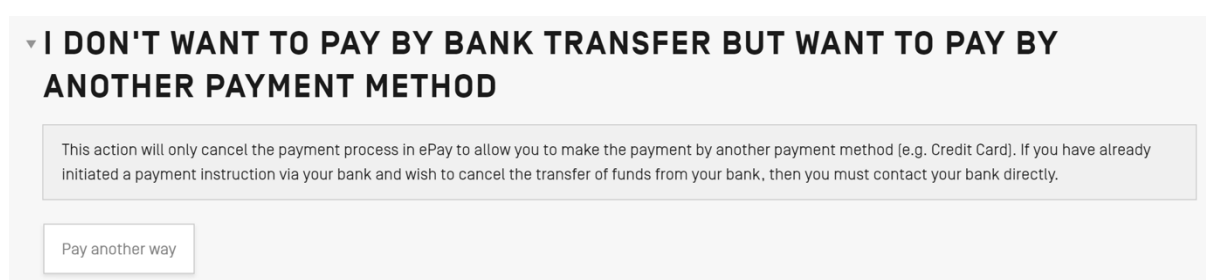 I DON'T WANT TO PAY BY BANK TRANSFER BUT WANT TO PAY BY
ANOTHER PAYMENT METHOD
This action will only cancel the payment process in ePay to allow you to make the payment by another payment method (e.g. Credit Card). If you have already
initiated a payment instruction via your bank and wish to cancel the transfer of funds from your bank, then you must contact your bank directly.
Pay another way